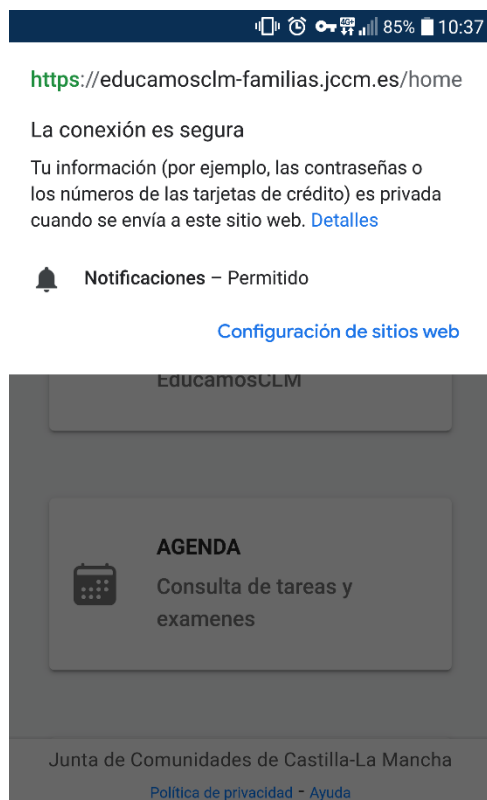 4G+ 85% 10:37
https://educamosclm-familias.jccm.es/home
La conexión es segura
Tu información (por ejemplo, las contraseñas o
los números de las tarjetas de crédito) es privada
cuando se envía a este sitio web. Detalles
Notificaciones – Permitido
Configuración de sitios web
EducamosCLM
AGENDA
Consulta de tareas y
examenes
Junta de Comunidades de Castilla-La Mancha
Política de privacidad - Ayuda